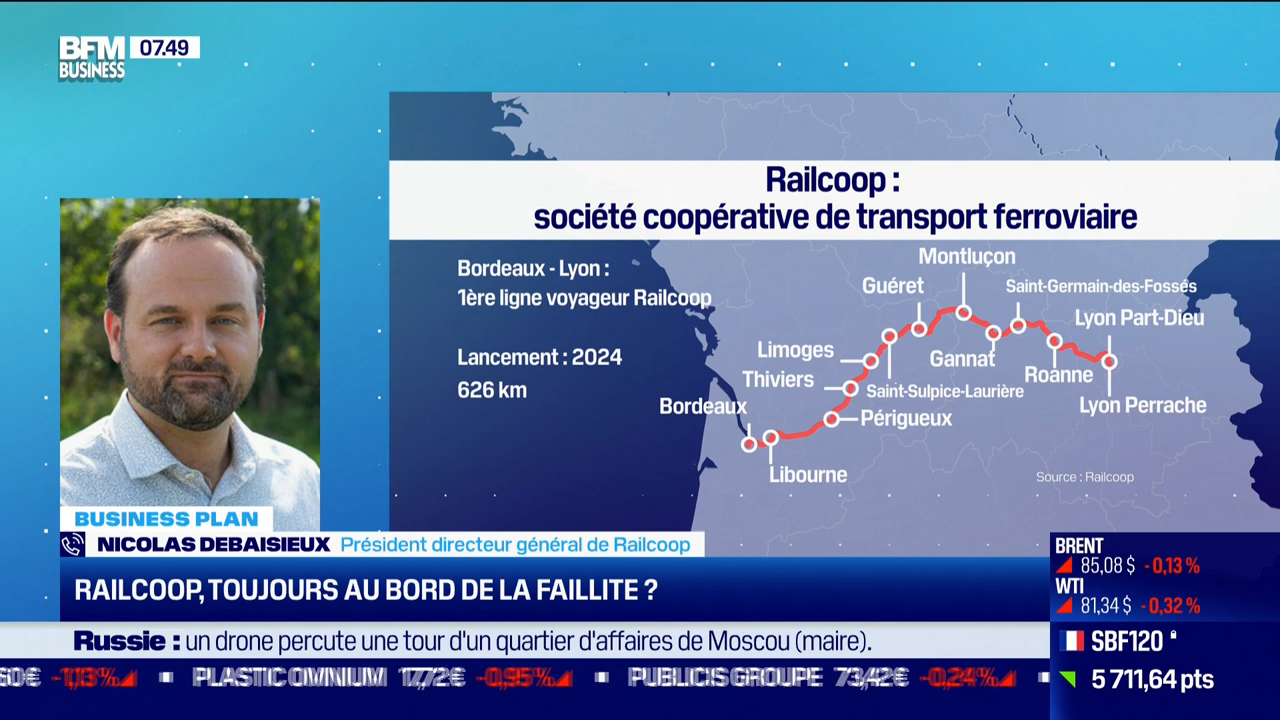 BFM
BUSINESS
07.49
Railcoop :
société coopérative de transport ferroviaire
Bordeaux - Lyon :
1ère ligne voyageur Railcoop
Lancement : 2024
626 km
Montluçon
Guéret
Saint-Germain-des-Fossés
Lyon Part-Dieu
Limoges
Gannat
Thiviers
Roanne
Saint-Sulpice-Laurière
Bordeaux
Lyon Perrache
Périgueux
Libourne
Source : Railcoop
BUSINESS PLAN
NICOLAS DEBAISIEUX Président directeur général de Railcoop
RAILCOOP, TOUJOURS AU BORD DE LA FAILLITE ?
BRENT
85,08 $ -0,13 %
WTI
81,34 $ -0,32 %
Russie : un drone percute une tour d'un quartier d'affaires de Moscou (maire).
SBF120
5 711,64 pts
60€ -1,13% PLASTIC OMNIUM 17,72€ -0,95% PUBLICIS GROUPE 73,42€ -0,24%